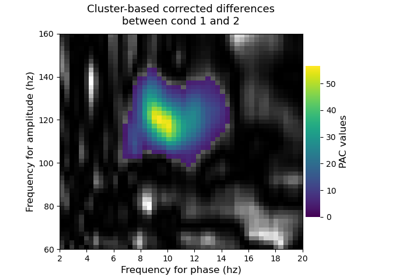 Cluster-based corrected differences
between cond 1 and 2
Frequency for amplitude (hz)
160
140
120
100
80
60
2 4 6 8 10 12 14 16 18 20
Frequency for phase (hz)
50
40
30
20
10
0
PAC values